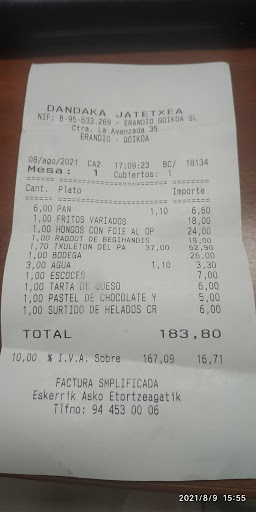 DANDAKA JATETXEA
NIF: B-95-633.269 - ERANDIO GOIKOA SL
Ctra. La Avanzada 35
ERANDIO - GOIKOA
08/ago/2021 CA2 17:09:23 BC/ 18134
Mesa: 1 Cubiertos: 1
Cant. Plato Importe
6,00 PAN 1,10 6,60
1,00 FRITOS VARIADOS 18,00
1,00 HONGOS CON FOIE AL OP 24,00
1,00 RAGOUT DE BEGIHANDIS 19,00
1,70 TXULETON DEL PA 37,00 62,90
1,00 BODEGA 26,00
3,00 AGUA 1,10 3,30
1,00 ESCOCES 7,00
1,00 TARTA DE QUESO 6,00
1,00 PASTEL DE CHOCOLATE Y 5,00
1,00 SURTIDO DE HELADOS CR 6,00
TOTAL 183,80
10,00 % I.V.A. Sobre 167,09 16,71
FACTURA SMPLIFICADA
Eskerrik Asko Etortzeagatik
Tlfno: 94 453 00 06
2021/8/9 15:55